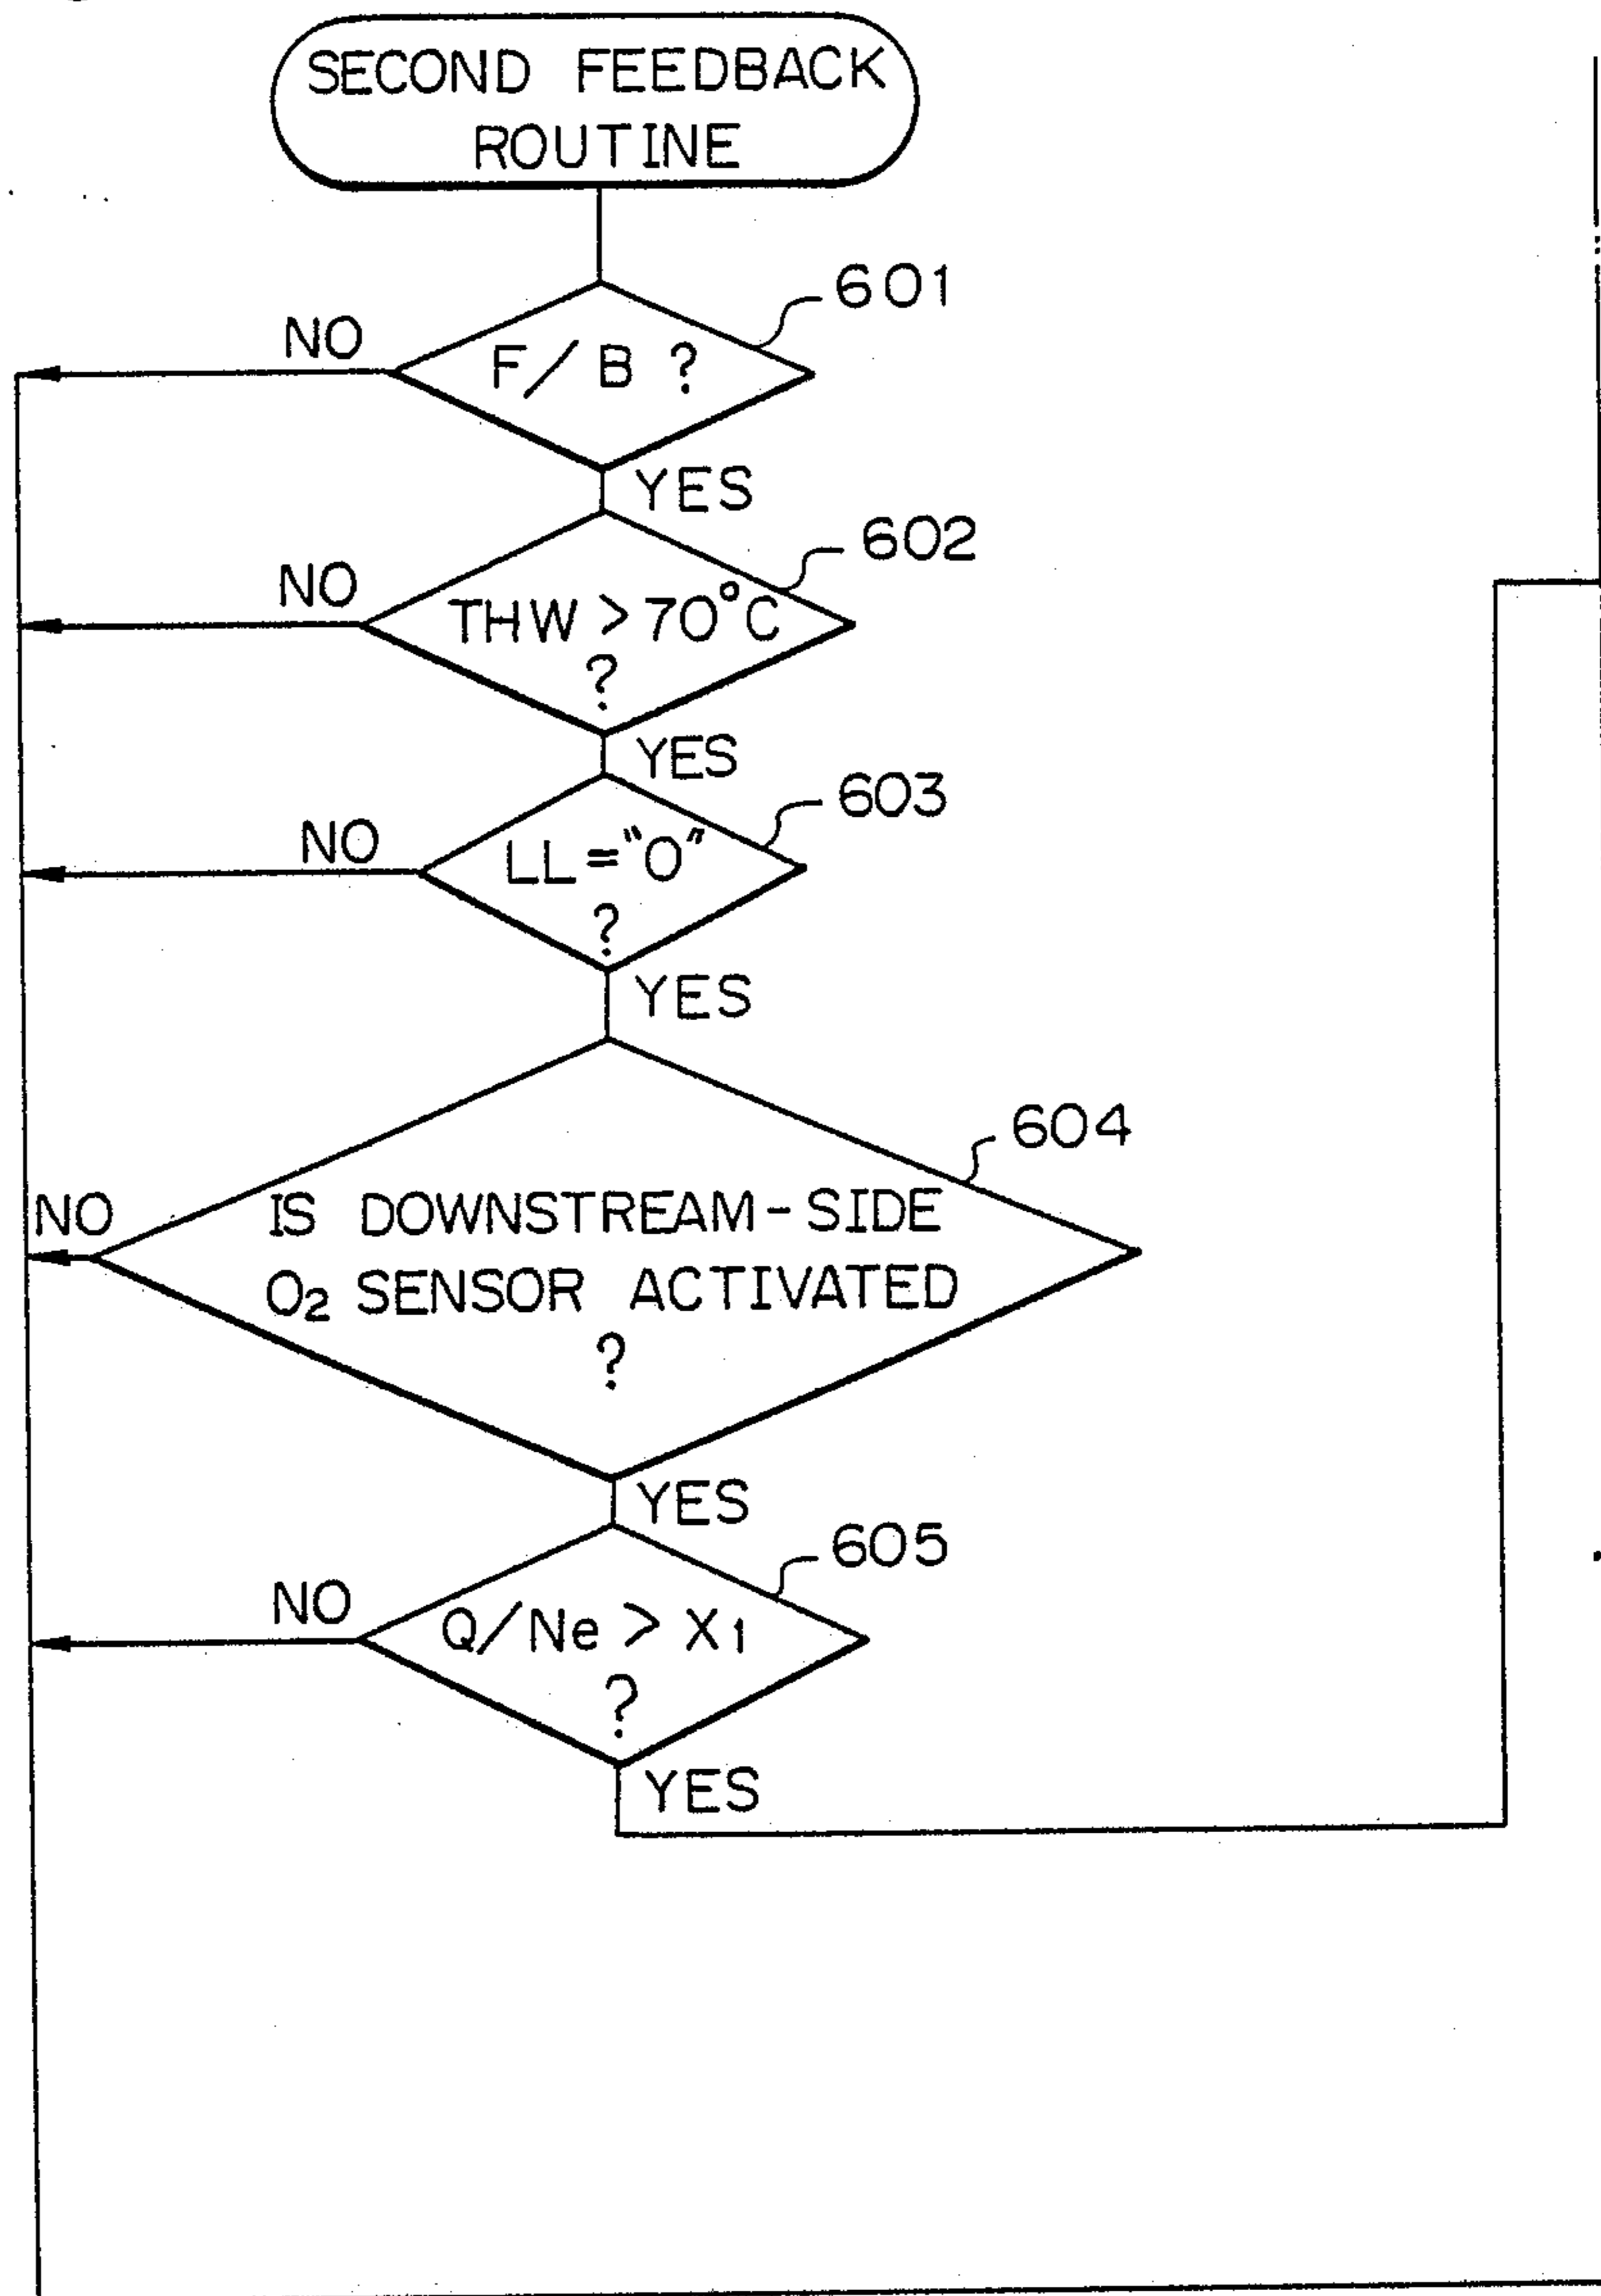 SECOND FEEDBACK
ROUTINE
601
NO
F/B ?
YES
602
NO
THW > 70°C
?
YES
603
NO
LL = "0"
?
YES
604
NO
IS DOWNSTREAM-SIDE
O₂ SENSOR ACTIVATED
?
YES
605
NO
Q/Ne > X₁
?
YES